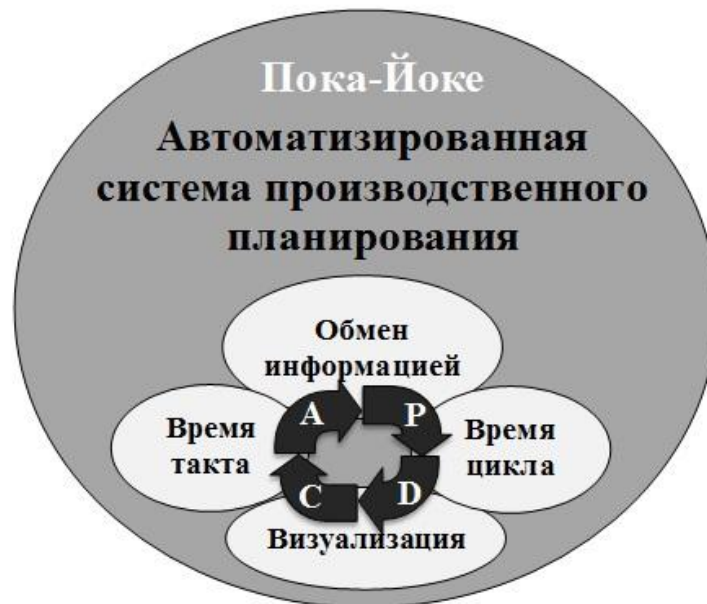 Пока-Йоке
Автоматизированная
система производственного
планирования
Обмен
информацией
A
P
Время
такта
Время
цикла
C
D
Визуализация